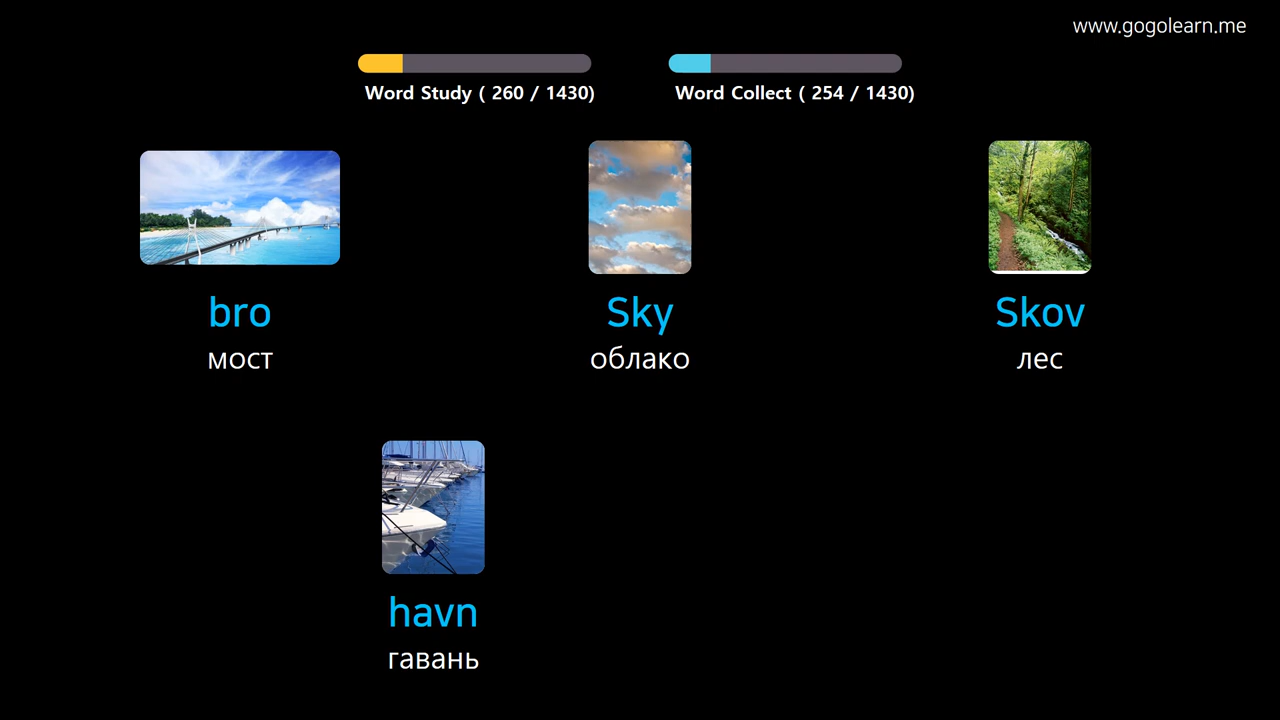 www.gogolearn.me
Word Study ( 260 / 1430)
Word Collect ( 254 / 1430)
bro
мост
Sky
облако
Skov
лес
havn
гавань